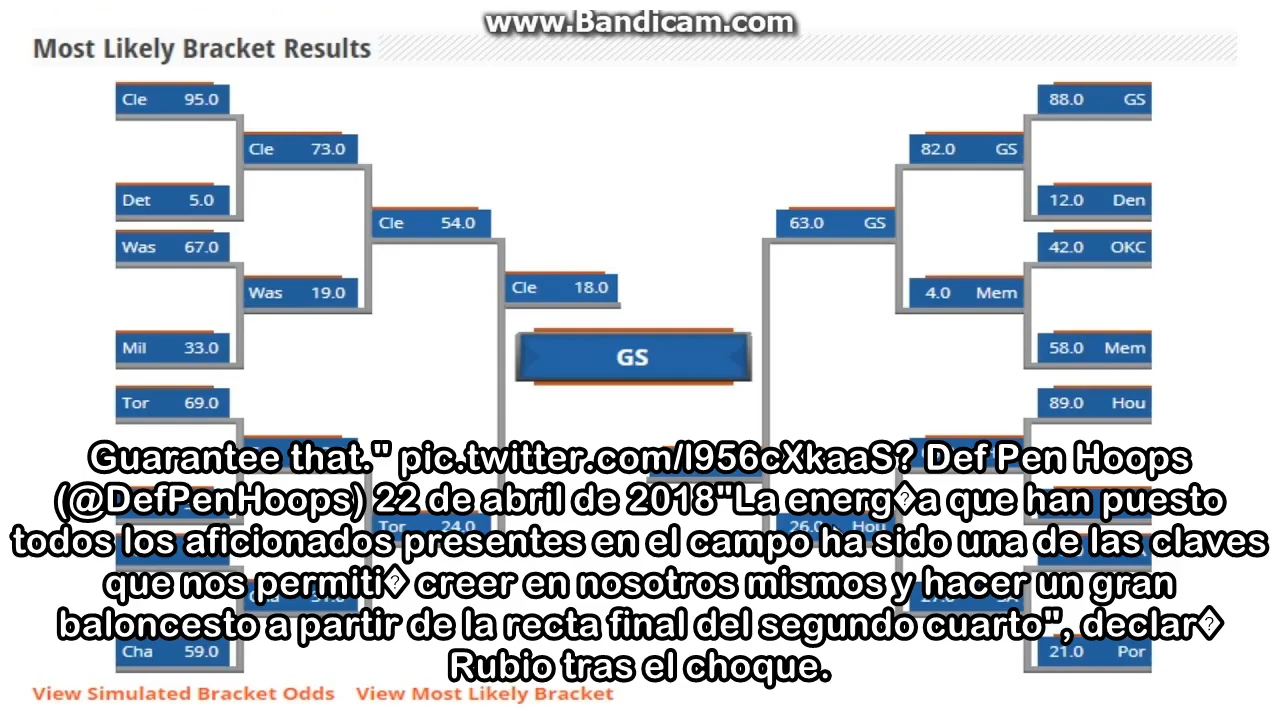 www.Bandicam.com
Most Likely Bracket Results
Cle 95.0
88.0 GS
Cle 73.0
82.0 GS
Det 5.0
12.0 Den
Cle 54.0
63.0 GS
Was 67.0
42.0 OKC
Was 19.0
Cle 18.0
4.0 Mem
Mil 33.0
GS
58.0 Mem
Tor 69.0
89.0 Hou
Guarantee that." pic.twitter.com/l956cXkaaS? Def Pen Hoops
(@DefPenHoops) 22 de abril de 2018"La energ�a que han puesto
Tor 24.0
26.0 Hou
todos los aficionados presentes en el campo ha sido una de las claves
que nos permiti� creer en nosotros mismos y hacer un gran
baloncesto a partir de la recta final del segundo cuarto", declar�
Cha 59.0
21.0 Por
Rubio tras el choque.
View Simulated Bracket Odds View Most Likely Bracket